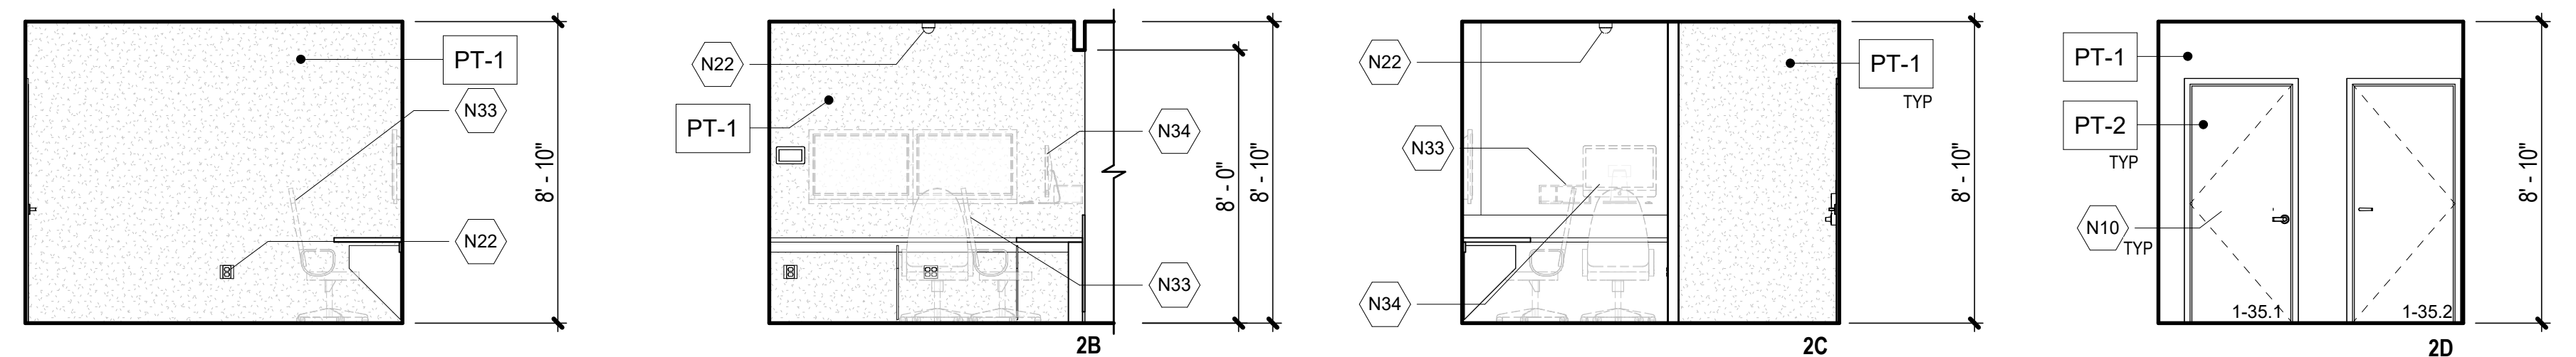 PT-1
N33
N22
8' - 10"
N22
PT-1
N34
N33
8' - 0"
8' - 10"
2B
N22
N33
N34
PT-1
TYP
8' - 10"
2C
PT-1
PT-2
TYP
N10
TYP
1-35.1
1-35.2
8' - 10"
2D